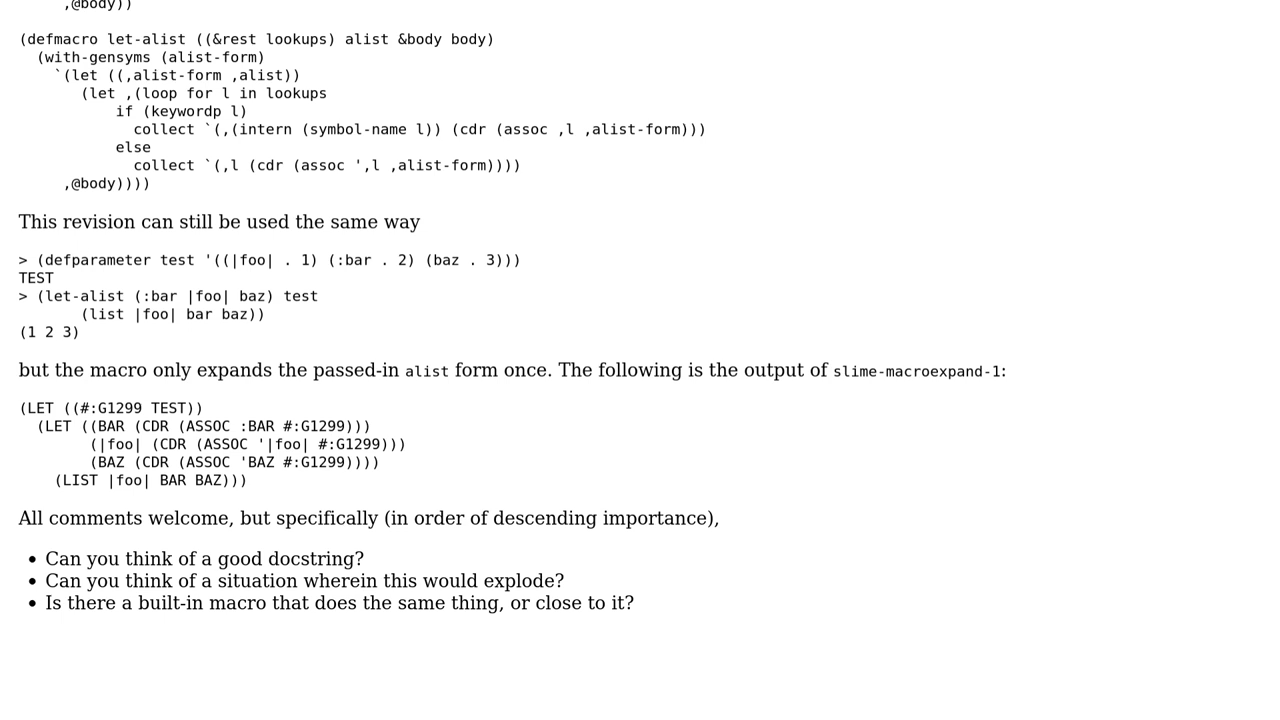 ,@body))
(defmacro let-alist ((&rest lookups) alist &body body)
  (with-gensyms (alist-form)
    `(let ((,alist-form ,alist))
       (let ,(loop for l in lookups
           if (keywordp l)
             collect `(,(intern (symbol-name l)) (cdr (assoc ,l ,alist-form)))
           else
             collect `(,l (cdr (assoc ',l ,alist-form))))
     ,@body))))
This revision can still be used the same way
> (defparameter test '((|foo| . 1) (:bar . 2) (baz . 3)))
TEST
> (let-alist (:bar |foo| baz) test
       (list |foo| bar baz))
(1 2 3)
but the macro only expands the passed-in alist form once. The following is the output of slime-macroexpand-1:
(LET ((#:G1299 TEST))
  (LET ((BAR (CDR (ASSOC :BAR #:G1299)))
        (|foo| (CDR (ASSOC '|foo| #:G1299)))
        (BAZ (CDR (ASSOC 'BAZ #:G1299))))
    (LIST |foo| BAR BAZ)))
All comments welcome, but specifically (in order of descending importance),
• Can you think of a good docstring?
• Can you think of a situation wherein this would explode?
• Is there a built-in macro that does the same thing, or close to it?